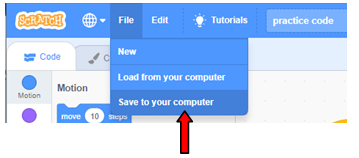 SCRATCH File Edit Tutorials practice code
New
Code
Load from your computer
Motion Motion
Save to your computer
move 10 steps